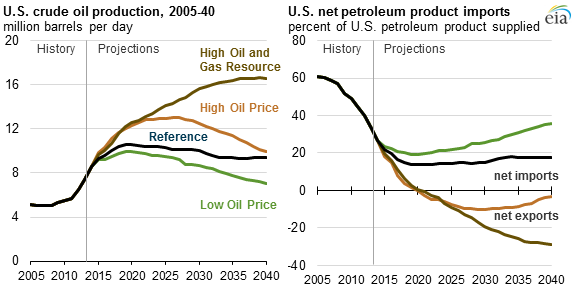 U.S. crude oil production, 2005-40
million barrels per day
History Projections
20
16
12
8
4
0
High Oil and
Gas Resource
High Oil Price
Reference
Low Oil Price
2005 2010 2015 2020 2025 2030 2035 2040
U.S. net petroleum product imports
percent of U.S. petroleum product supplied
eia
History Projections
80
60
40
20
0
-20
-40
net imports
net exports
2005 2010 2015 2020 2025 2030 2035 2040